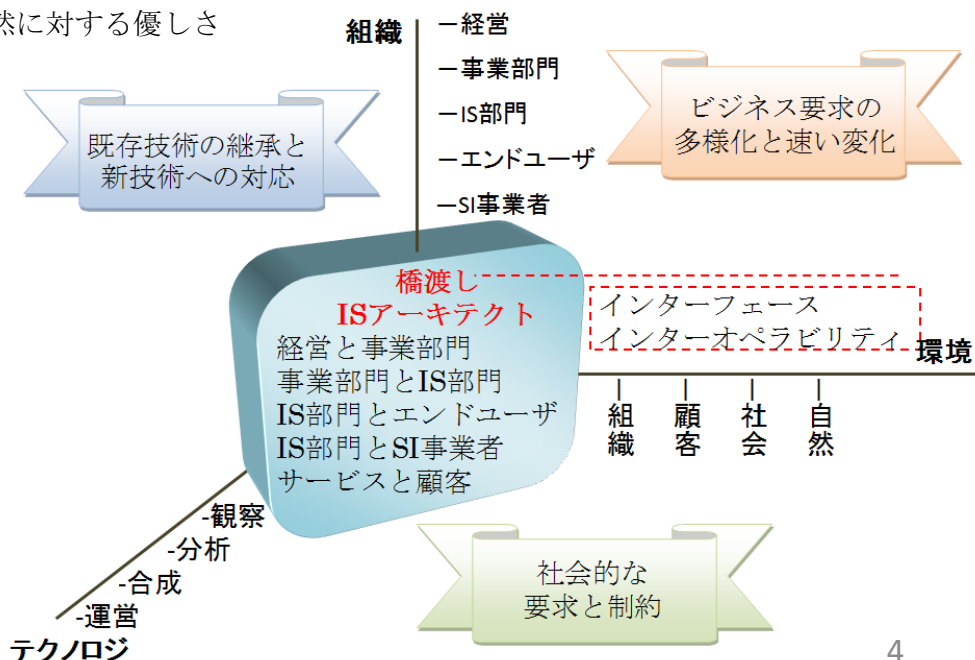 然に対する優しさ
組織
－経営
－事業部門
－IS部門
－エンドユーザ
－SI事業者
既存技術の継承と
新技術への対応
ビジネス要求の
多様化と速い変化
橋渡し
ISアーキテクト
経営と事業部門
事業部門とIS部門
IS部門とエンドユーザ
IS部門とSI事業者
サービスと顧客
インターフェース
インターオペラビリティ
環境
組織
顧客
社会
自然
-観察
-分析
-合成
-運営
テクノロジ
社会的な
要求と制約
4